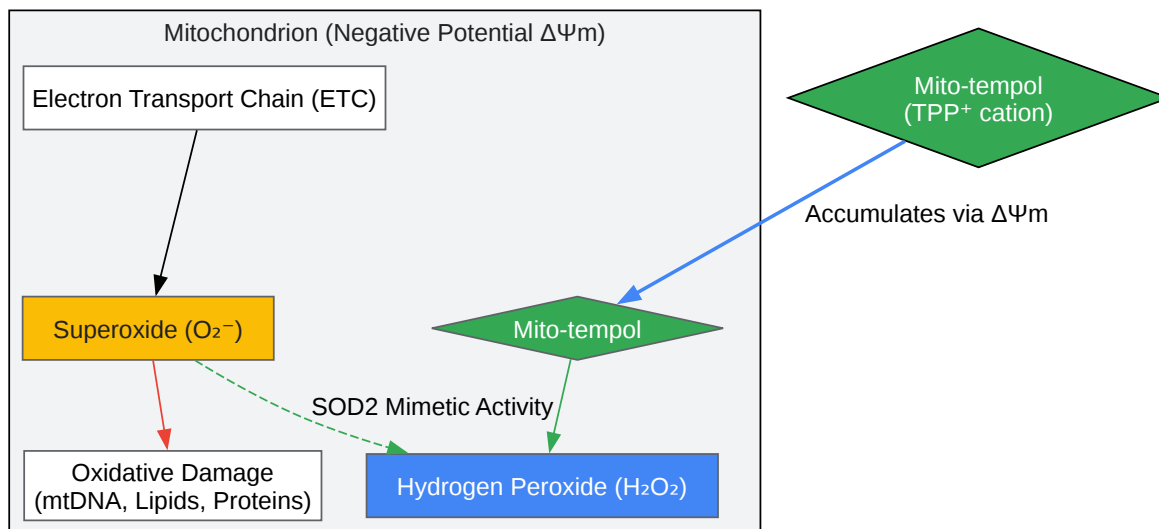 Mitochondrion (Negative Potential ΔΨm)
Electron Transport Chain (ETC)
Mito-tempol
(TPP⁺ cation)
Accumulates via ΔΨm
Superoxide (O₂⁻)
Mito-tempol
SOD2 Mimetic Activity
Oxidative Damage
(mtDNA, Lipids, Proteins)
Hydrogen Peroxide (H₂O₂)